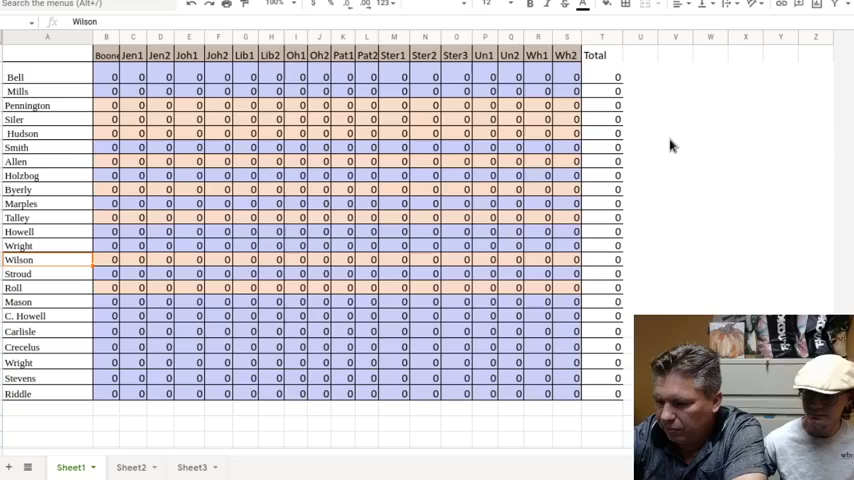 Search the menus (Alt+/) 100% $ % .0 .00 123 12 A
fx Wilson
A B C D E F G H I J K L M N O P Q R S T U V W X Y Z
Boone Jen1 Jen2 Joh1 Joh2 Lib1 Lib2 Oh1 Oh2 Pat1 Pat2 Ster1 Ster2 Ster3 Un1 Un2 Wh1 Wh2 Total
Bell 0 0 0 0 0 0 0 0 0 0 0 0 0 0 0 0 0 0 0
Mills 0 0 0 0 0 0 0 0 0 0 0 0 0 0 0 0 0 0 0
Pennington 0 0 0 0 0 0 0 0 0 0 0 0 0 0 0 0 0 0 0
Siler 0 0 0 0 0 0 0 0 0 0 0 0 0 0 0 0 0 0 0
Hudson 0 0 0 0 0 0 0 0 0 0 0 0 0 0 0 0 0 0 0
Smith 0 0 0 0 0 0 0 0 0 0 0 0 0 0 0 0 0 0 0
Allen 0 0 0 0 0 0 0 0 0 0 0 0 0 0 0 0 0 0 0
Holzbog 0 0 0 0 0 0 0 0 0 0 0 0 0 0 0 0 0 0 0
Byerly 0 0 0 0 0 0 0 0 0 0 0 0 0 0 0 0 0 0 0
Marples 0 0 0 0 0 0 0 0 0 0 0 0 0 0 0 0 0 0 0
Talley 0 0 0 0 0 0 0 0 0 0 0 0 0 0 0 0 0 0 0
Howell 0 0 0 0 0 0 0 0 0 0 0 0 0 0 0 0 0 0 0
Wright 0 0 0 0 0 0 0 0 0 0 0 0 0 0 0 0 0 0 0
Wilson 0 0 0 0 0 0 0 0 0 0 0 0 0 0 0 0 0 0 0
Stroud 0 0 0 0 0 0 0 0 0 0 0 0 0 0 0 0 0 0 0
Roll 0 0 0 0 0 0 0 0 0 0 0 0 0 0 0 0 0 0 0
Mason 0 0 0 0 0 0 0 0 0 0 0 0 0 0 0 0 0 0 0
C. Howell 0 0 0 0 0 0 0 0 0 0 0 0 0 0 0 0 0 0 0
Carlisle 0 0 0 0 0 0 0 0 0 0 0 0 0 0 0 0 0 0 0
Crecelus 0 0 0 0 0 0 0 0 0 0 0 0 0 0 0 0 0 0 0
Wright 0 0 0 0 0 0 0 0 0 0 0 0 0 0 0 0 0 0 0
Stevens 0 0 0 0 0 0 0 0 0 0 0 0 0 0 0 0 0 0 0
Riddle 0 0 0 0 0 0 0 0 0 0 0 0 0 0 0 0 0 0 0
Sheet1 Sheet2 Sheet3